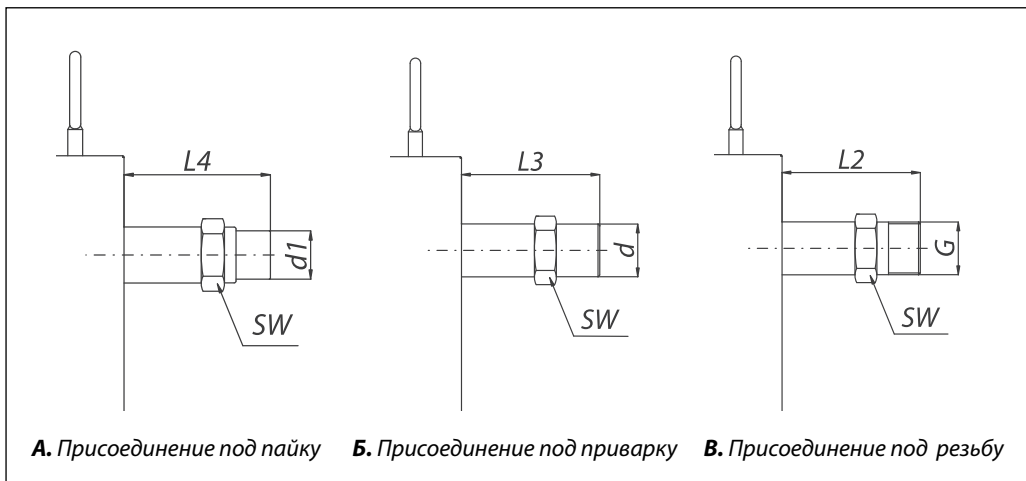 L4
L3
L2
d1
d
G
SW
SW
SW
А. Присоединение под пайку
Б. Присоединение под приварку
В. Присоединение под резьбу